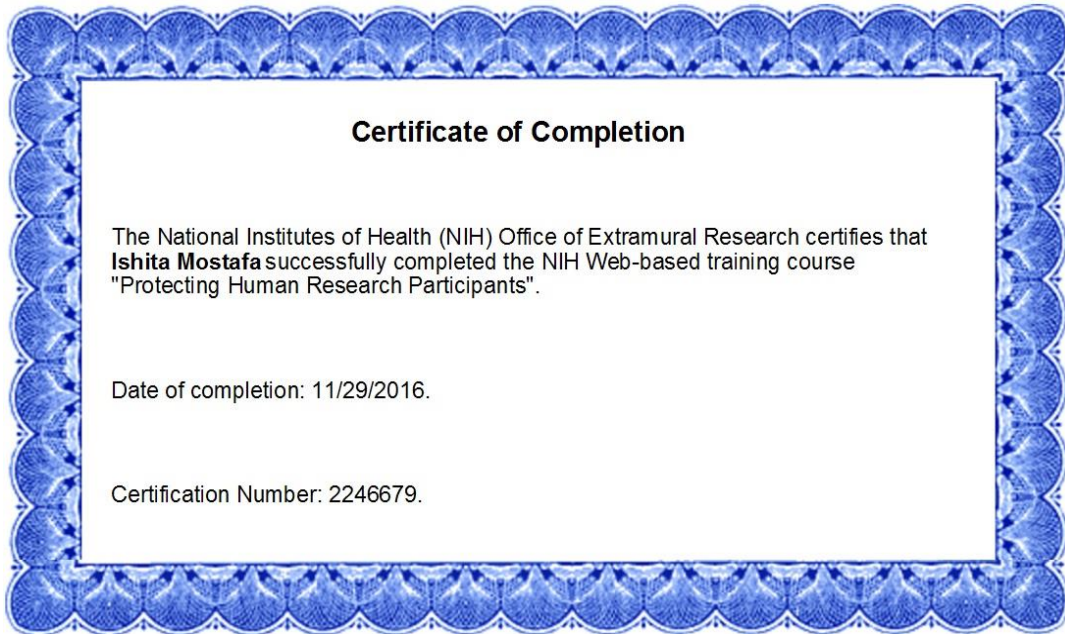 Certificate of Completion
The National Institutes of Health (NIH) Office of Extramural Research certifies that
Ishita Mostafa successfully completed the NIH Web-based training course
"Protecting Human Research Participants".
Date of completion: 11/29/2016.
Certification Number: 2246679.